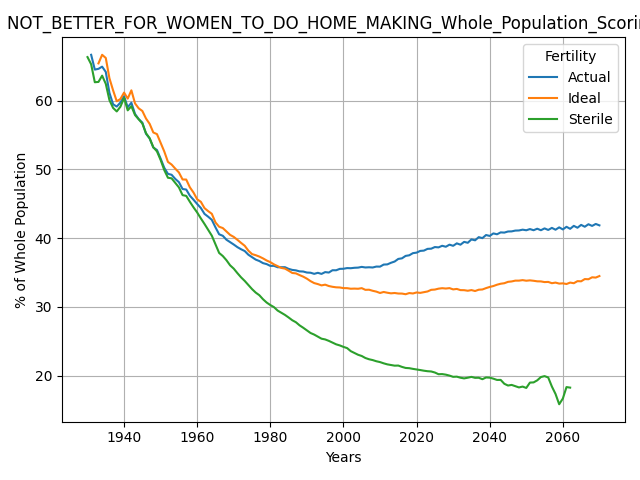 NOT_BETTER_FOR_WOMEN_TO_DO_HOME_MAKING_Whole_Population_Scori
Fertility
Actual
Ideal
Sterile
% of Whole Population
60
50
40
30
20
1940 1960 1980 2000 2020 2040 2060
Years